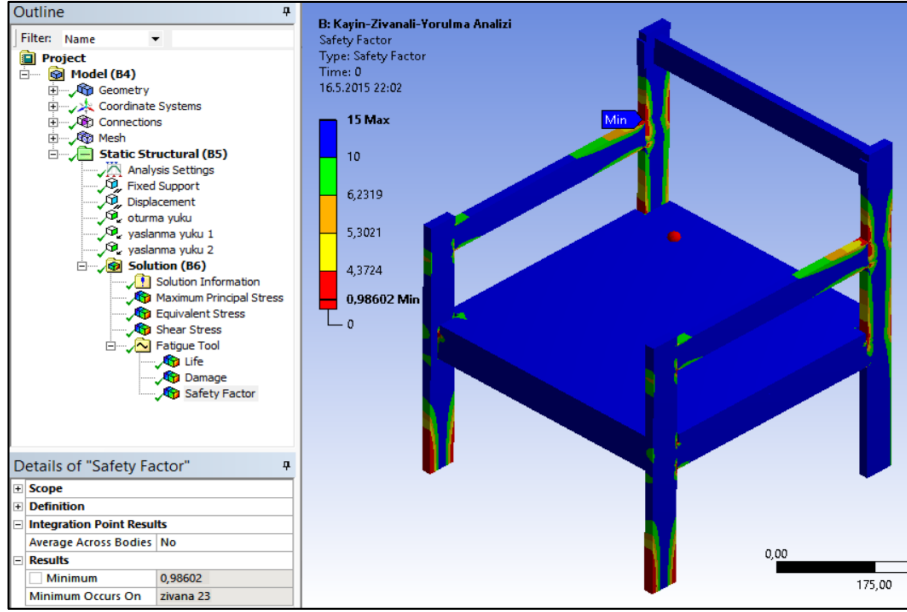 Outline
Filter: Name
Project
Model (B4)
Geometry
Coordinate Systems
Connections
Mesh
Static Structural (B5)
Analysis Settings
Fixed Support
Displacement
oturma yuku
yaslanma yuku 1
yaslanma yuku 2
Solution (B6)
Solution Information
Maximum Principal Stress
Equivalent Stress
Shear Stress
Fatigue Tool
Life
Damage
Safety Factor
Details of "Safety Factor"
Scope
Definition
Integration Point Results
Average Across Bodies No
Results
Minimum 0,98602
Minimum Occurs On zivana 23
B: Kayin-Zivanali-Yorulma Analizi
Safety Factor
Type: Safety Factor
Time: 0
16.5.2015 22:02
15 Max
10
6,2319
5,3021
4,3724
0,98602 Min
0
Min
0,00
175,00